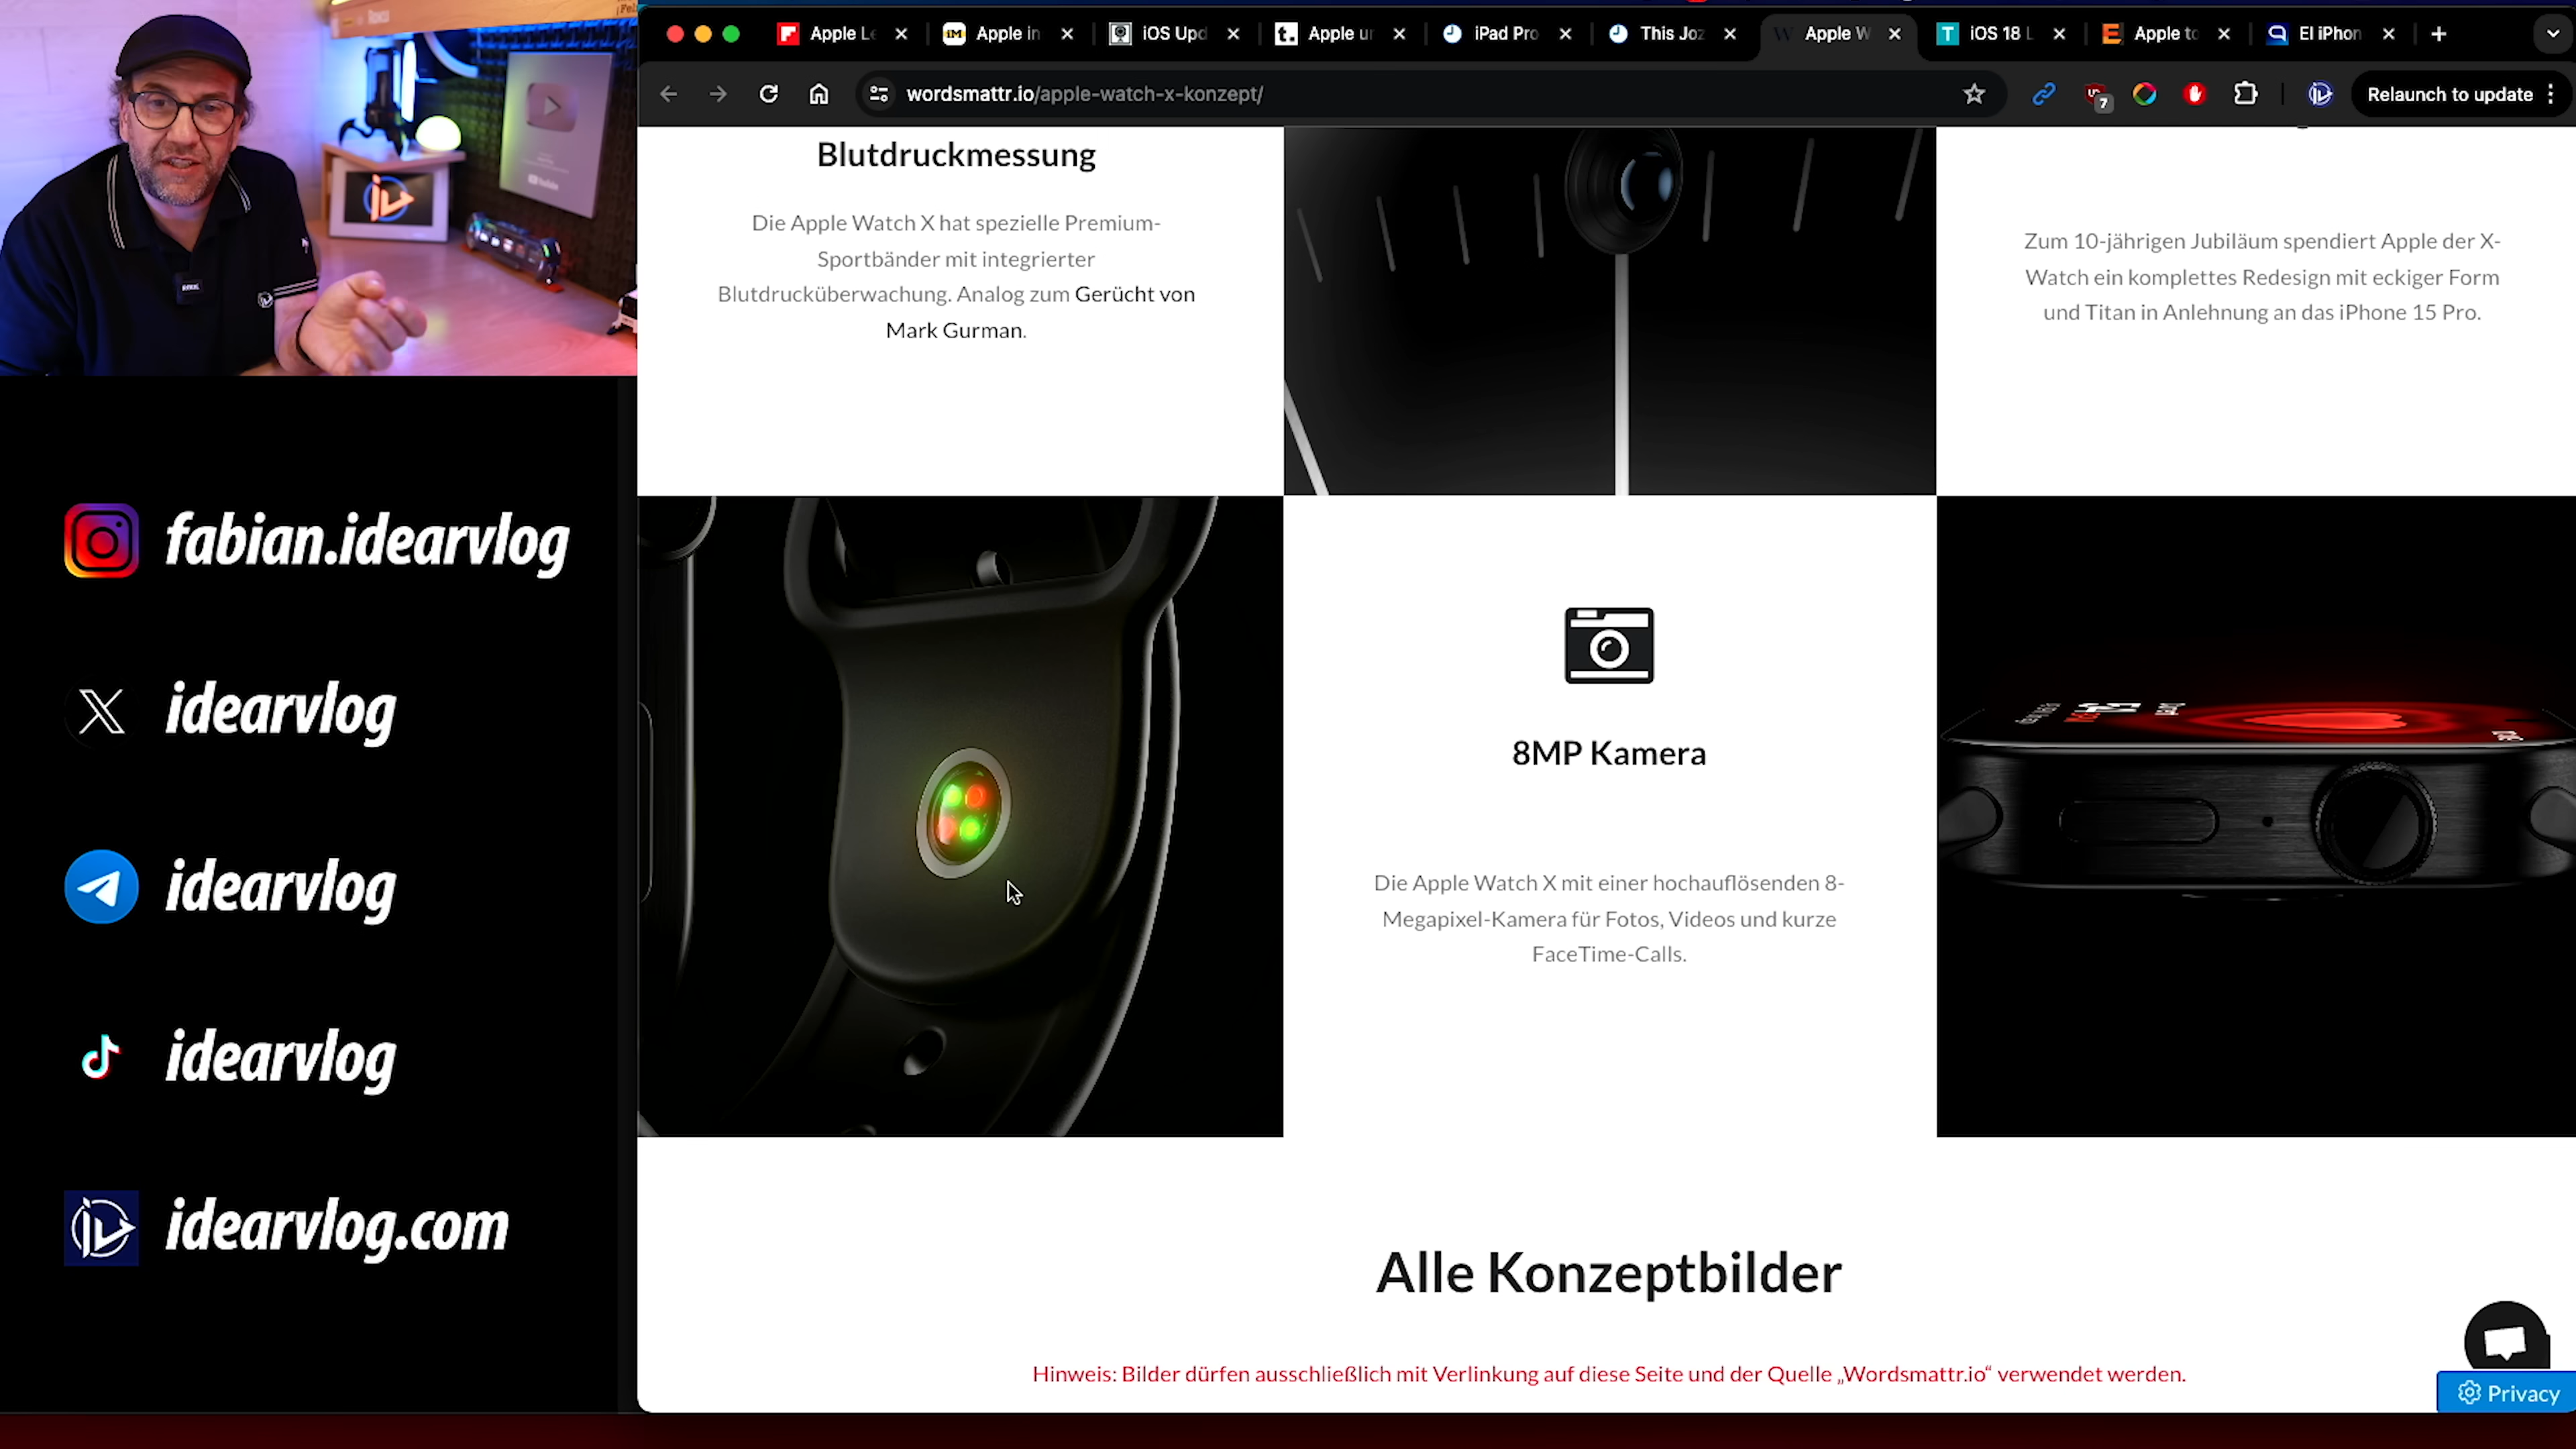 Apple
Apple in
iOS Upd
Apple
iPad Pro
This Joz
Apple W
iOS 18 L
Apple to
El iPhon
wordsmattr.io/apple-watch-x-konzept/
7
Relaunch to update
Blutdruckmessung
Die Apple Watch X hat spezielle Premium-
Sportbänder mit integrierter
Blutdrucküberwachung. Analog zum Gerücht von
Mark Gurman.
Zum 10-jährigen Jubiläum spendiert Apple der X-
Watch ein komplettes Redesign mit eckiger Form
und Titan in Anlehnung an das iPhone 15 Pro.
fabian.idearvlog
idearvlog
idearvlog
idearvlog
idearvlog.com
8MP Kamera
Die Apple Watch X mit einer hochauflösenden 8-
Megapixel-Kamera für Fotos, Videos und kurze
FaceTime-Calls.
Alle Konzeptbilder
Hinweis: Bilder dürfen ausschließlich mit Verlinkung auf diese Seite und der Quelle „Wordsmattr.io“ verwendet werden.
Privacy